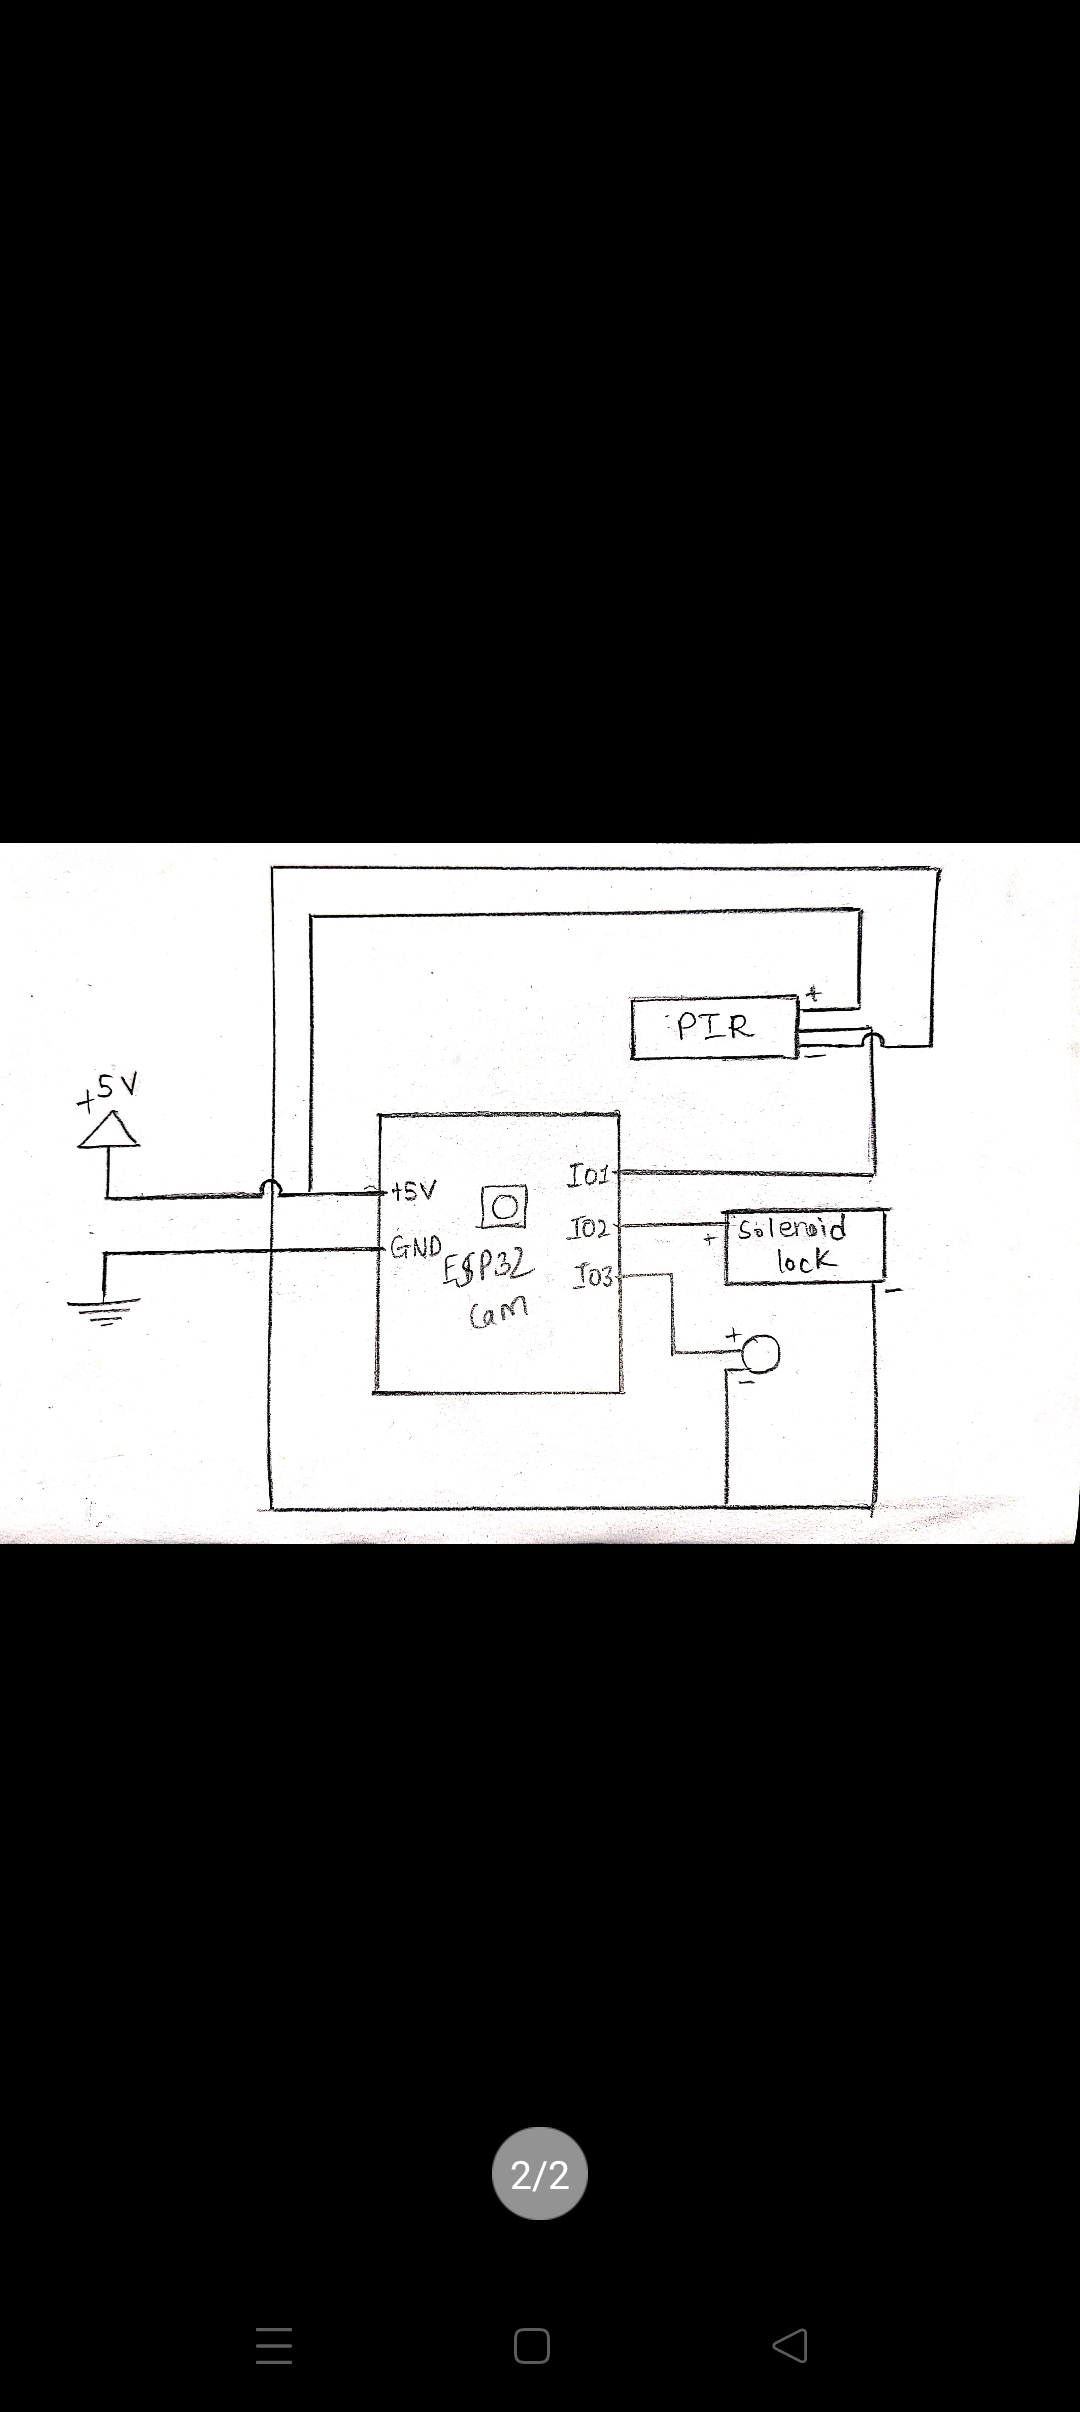 +5V
+
PIR
-
+5V
GND
ESP32
Cam
IO1
IO2
IO3
+
Solenoid
lock
-
+
-
2/2